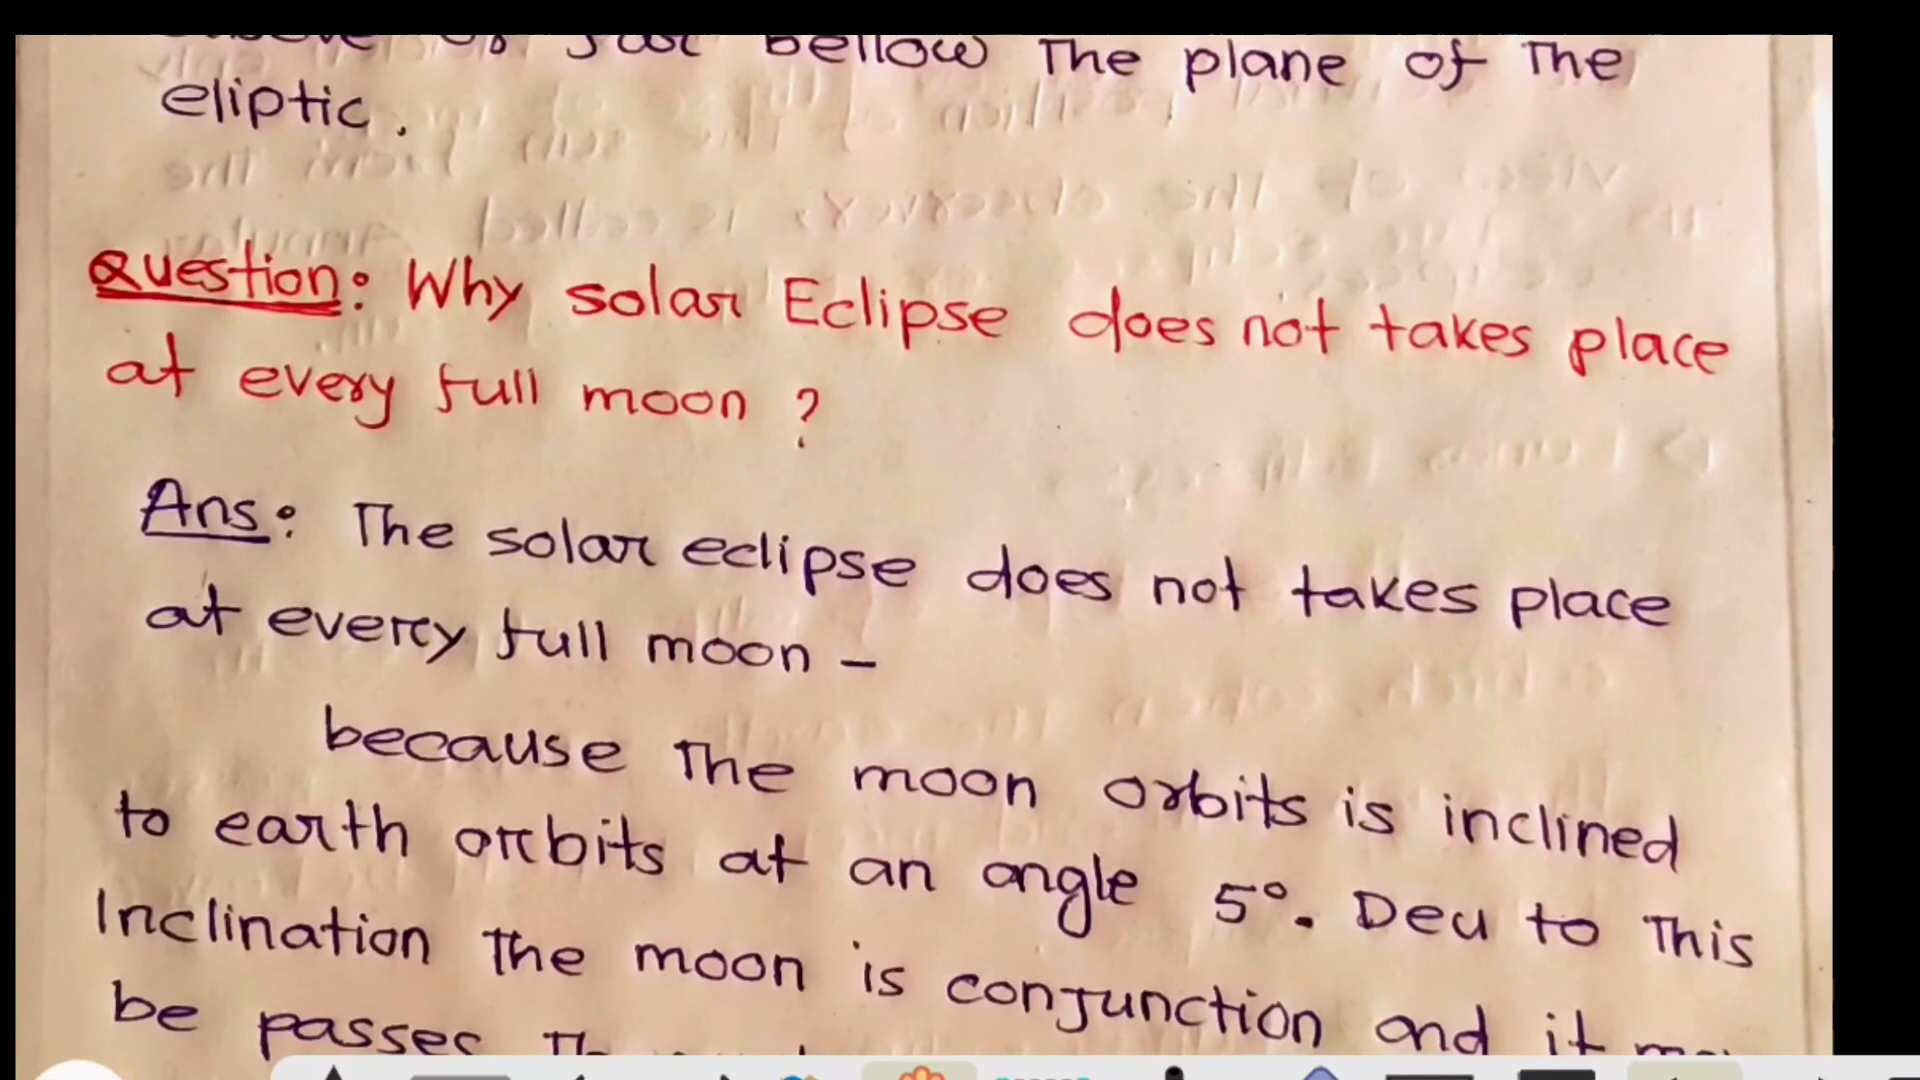 bellow The plane of The
eliptic.
Question: Why solar Eclipse does not takes place
at every full moon ?
Ans: The solar eclipse does not takes place
at every full moon –
because The moon orbits is inclined
to earth orbits at an angle 5°. Deu to This
Inclination The moon is conjunction and it
be passes